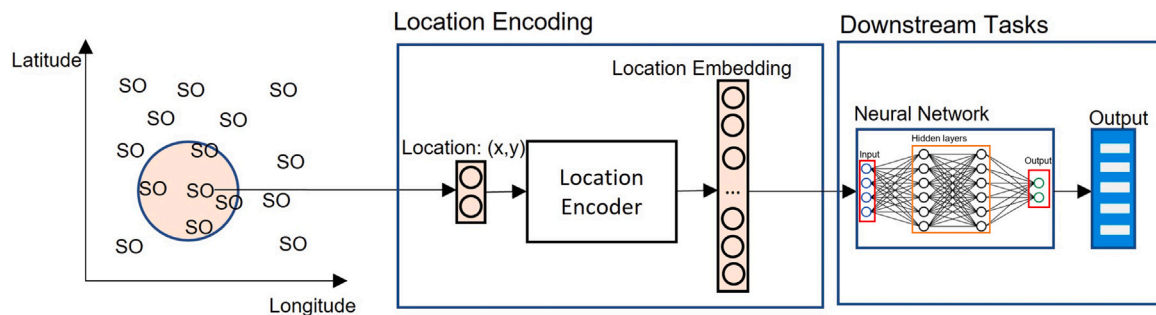 Location Encoding
Downstream Tasks
Latitude
SO SO SO
SO SO
SO SO SO
SO SO SO SO
SO
SO SO
Longitude
Location: (x,y)
Location
Encoder
Location Embedding
...
Neural Network
Hidden layers
Input
Output
Output